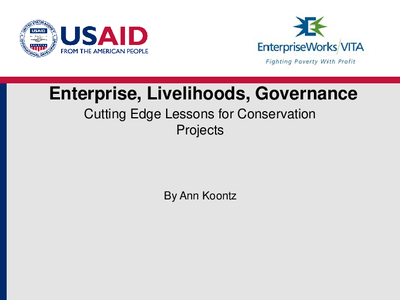 USAID
FROM THE AMERICAN PEOPLE
EnterpriseWorks/VITA
Fighting Poverty With Profit
Enterprise, Livelihoods, Governance
Cutting Edge Lessons for Conservation
Projects
By Ann Koontz